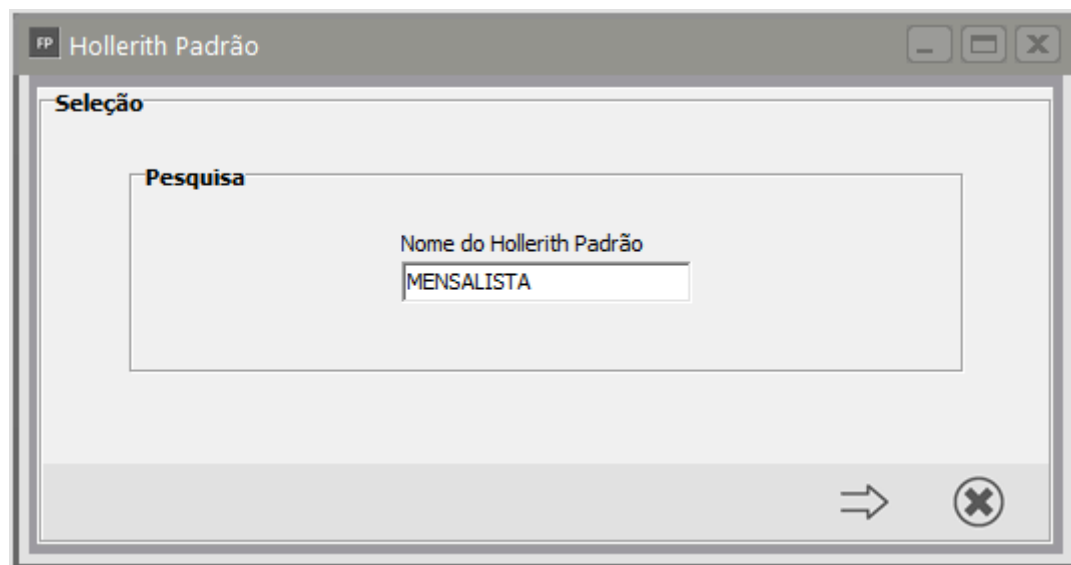 FP Hollerith Padrão
Seleção
Pesquisa
Nome do Hollerith Padrão
MENSALISTA